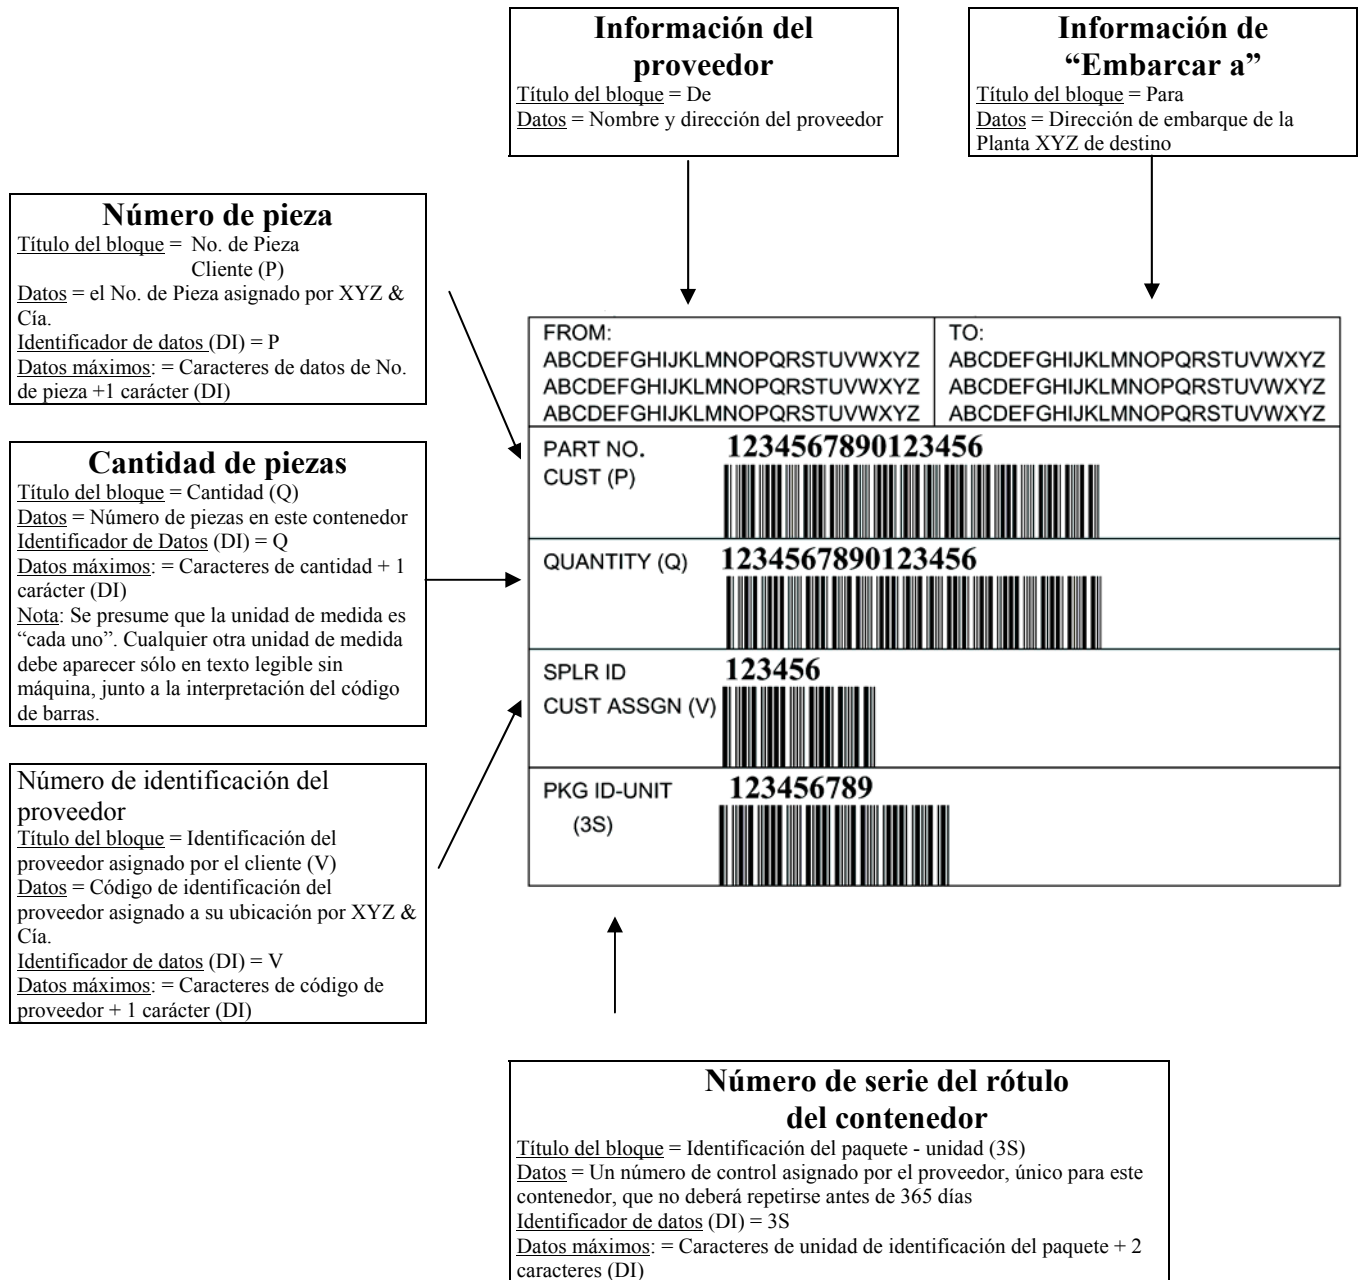 Información del
proveedor
Título del bloque = De
Datos = Nombre y dirección del proveedor
Información de
“Embarcar a”
Título del bloque = Para
Datos = Dirección de embarque de la
Planta XYZ de destino
Número de pieza
Título del bloque = No. de Pieza
Cliente (P)
Datos = el No. de Pieza asignado por XYZ &
Cía.
Identificador de datos (DI) = P
Datos máximos: = Caracteres de datos de No.
de pieza +1 carácter (DI)
Cantidad de piezas
Título del bloque = Cantidad (Q)
Datos = Número de piezas en este contenedor
Identificador de Datos (DI) = Q
Datos máximos: = Caracteres de cantidad + 1
carácter (DI)
Nota: Se presume que la unidad de medida es
“cada uno”. Cualquier otra unidad de medida
debe aparecer sólo en texto legible sin
máquina, junto a la interpretación del código
de barras.
Número de identificación del
proveedor
Título del bloque = Identificación del
proveedor asignado por el cliente (V)
Datos = Código de identificación del
proveedor asignado a su ubicación por XYZ &
Cía.
Identificador de datos (DI) = V
Datos máximos: = Caracteres de código de
proveedor + 1 carácter (DI)
FROM:
ABCDEFGHIJKLMNOPQRSTUVWXYZ
ABCDEFGHIJKLMNOPQRSTUVWXYZ
ABCDEFGHIJKLMNOPQRSTUVWXYZ
TO:
ABCDEFGHIJKLMNOPQRSTUVWXYZ
ABCDEFGHIJKLMNOPQRSTUVWXYZ
ABCDEFGHIJKLMNOPQRSTUVWXYZ
PART NO. 1234567890123456
CUST (P)
QUANTITY (Q) 1234567890123456
SPLR ID 123456
CUST ASSGN (V)
PKG ID-UNIT 123456789
(3S)
Número de serie del rótulo
del contenedor
Título del bloque = Identificación del paquete - unidad (3S)
Datos = Un número de control asignado por el proveedor, único para este
contenedor, que no deberá repetirse antes de 365 días
Identificador de datos (DI) = 3S
Datos máximos: = Caracteres de unidad de identificación del paquete + 2
caracteres (DI)